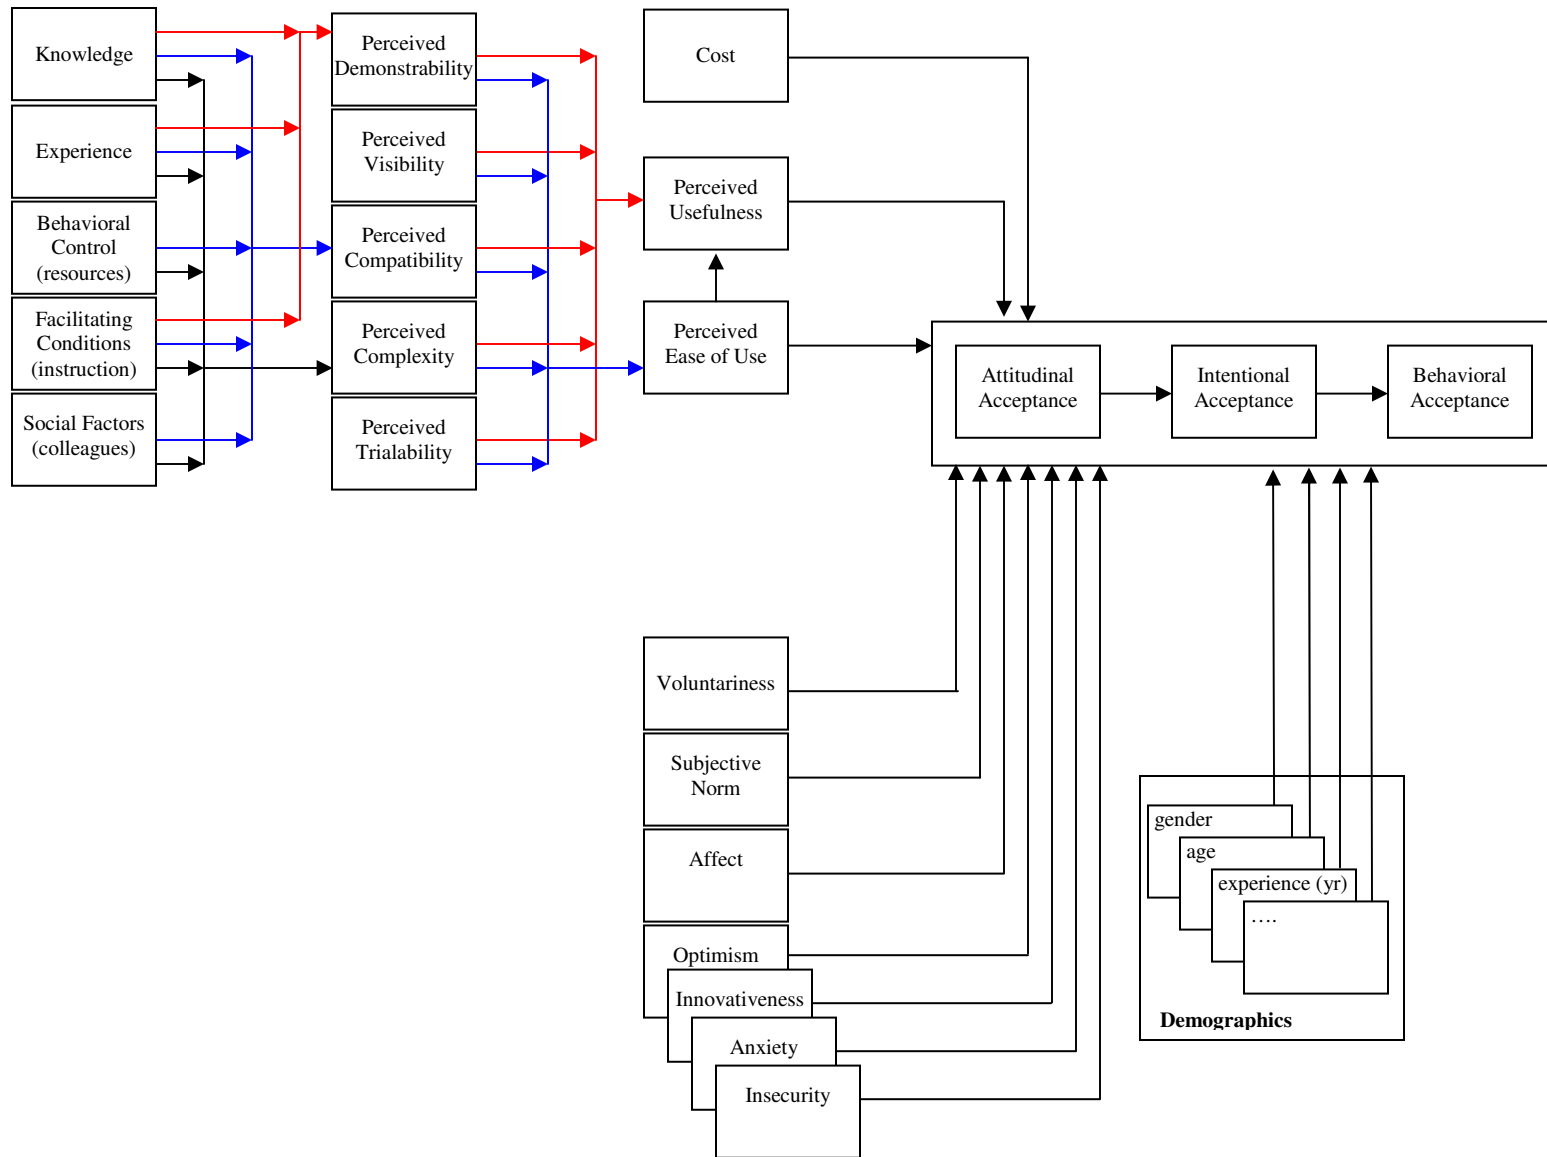 Knowledge
Experience
Behavioral
Control
(resources)
Facilitating
Conditions
(instruction)
Social Factors
(colleagues)
Perceived
Demonstrability
Perceived
Visibility
Perceived
Compatibility
Perceived
Complexity
Perceived
Trialability
Cost
Perceived
Usefulness
Perceived
Ease of Use
Attitudinal
Acceptance
Intentional
Acceptance
Behavioral
Acceptance
Voluntariness
Subjective
Norm
Affect
Optimism
Innovativeness
Anxiety
Insecurity
gender
age
experience (yr)
….
Demographics